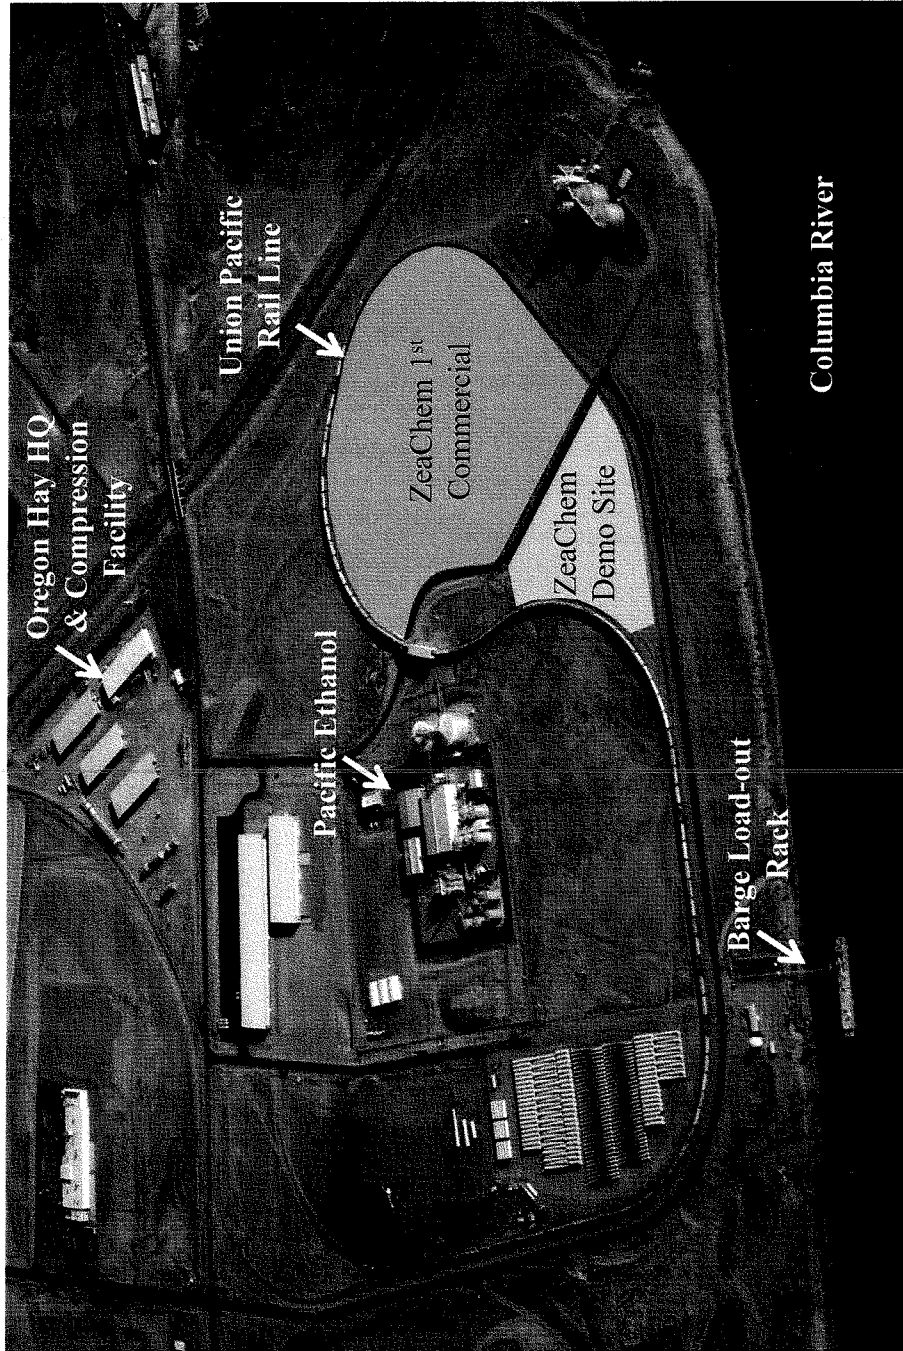 Oregon Hay HQ
& Compression
Facility
Union Pacific
Rail Line
Pacific Ethanol
ZeaChem 1st
Commercial
ZeaChem
Demo Site
Barge Load-out
Rack
Columbia River